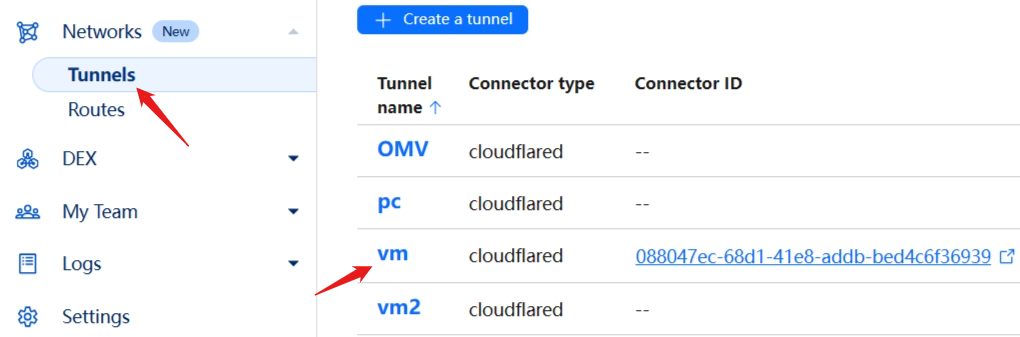 Networks New
Tunnels
Routes
DEX
My Team
Logs
Settings
+ Create a tunnel
Tunnel name ↑ Connector type Connector ID
OMV cloudflared --
pc cloudflared --
vm cloudflared 088047ec-68d1-41e8-addb-bed4c6f36939
vm2 cloudflared --